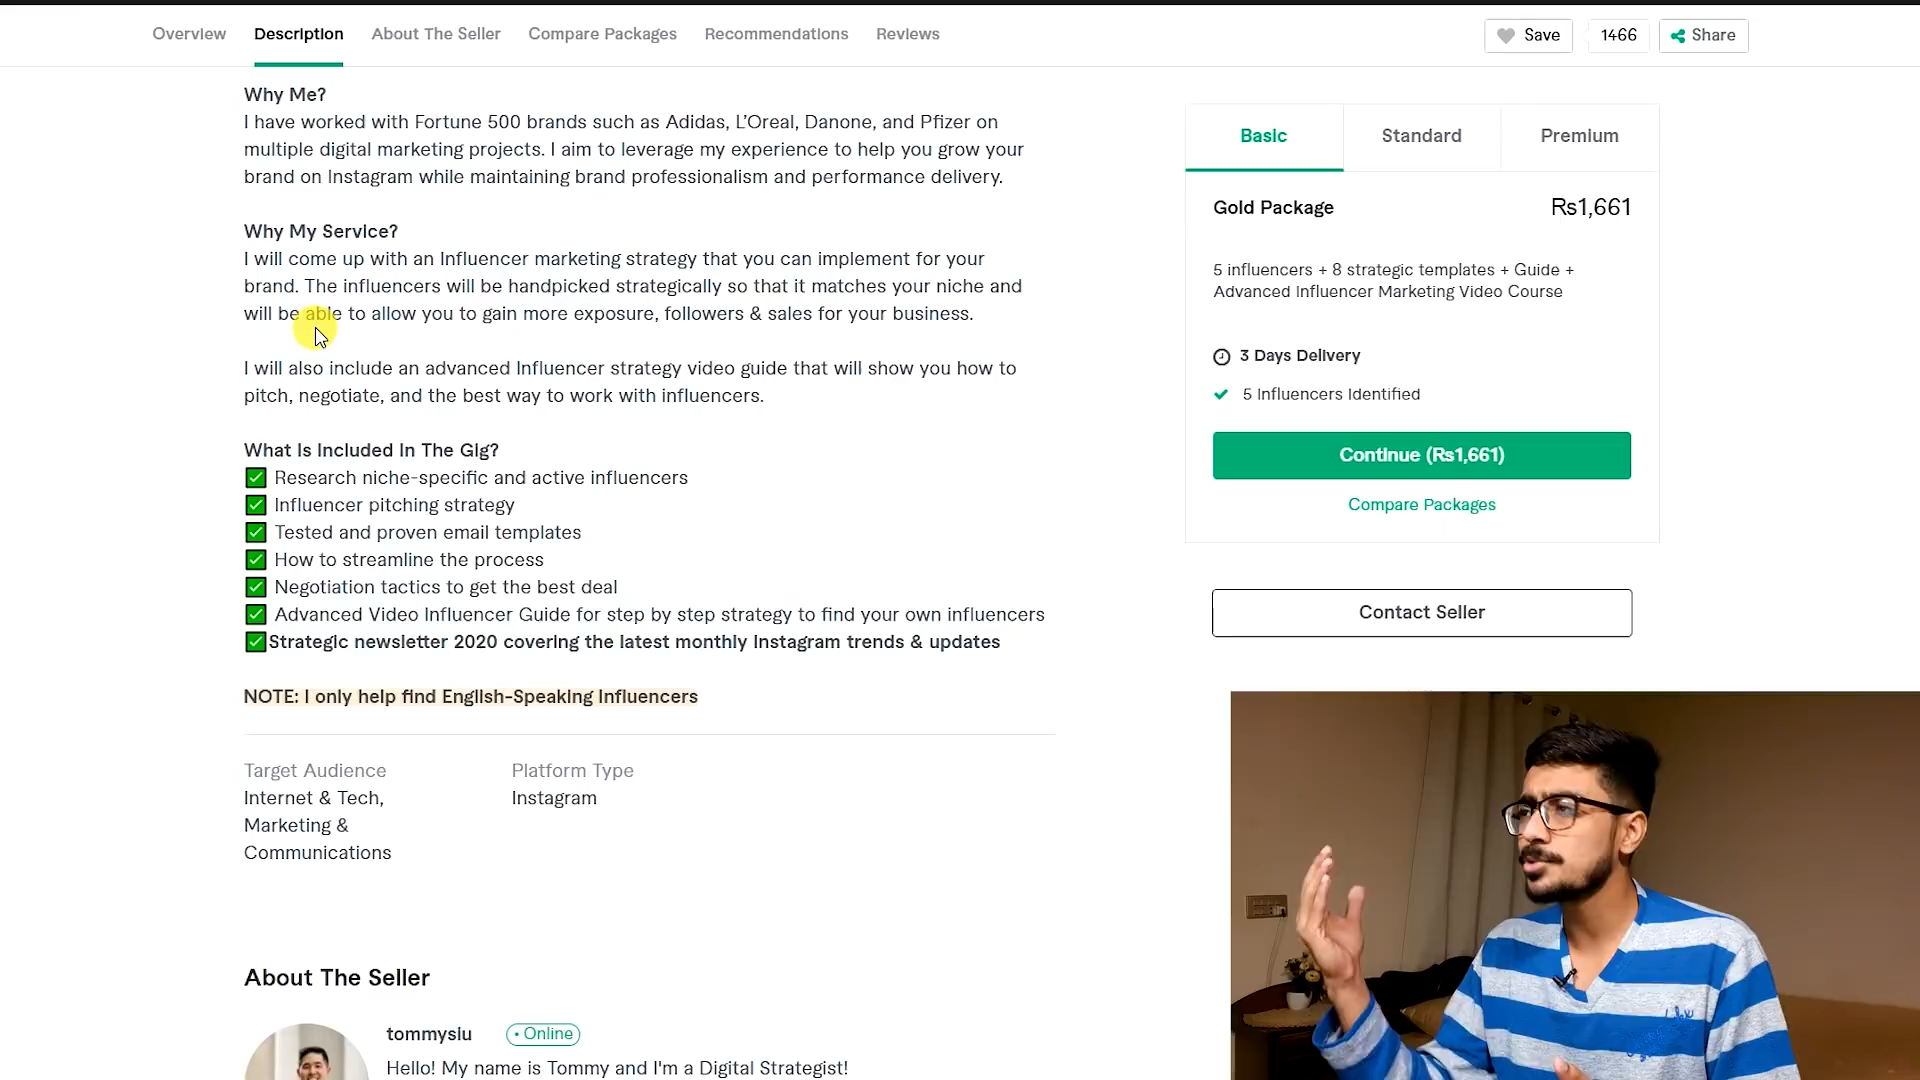 Overview Description About The Seller Compare Packages Recommendations Reviews Save 1466 Share
Why Me?
I have worked with Fortune 500 brands such as Adidas, L'Oreal, Danone, and Pfizer on
multiple digital marketing projects. I aim to leverage my experience to help you grow your
brand on Instagram while maintaining brand professionalism and performance delivery.
Why My Service?
I will come up with an Influencer marketing strategy that you can implement for your
brand. The influencers will be handpicked strategically so that it matches your niche and
will be able to allow you to gain more exposure, followers & sales for your business.
I will also include an advanced Influencer strategy video guide that will show you how to
pitch, negotiate, and the best way to work with influencers.
What Is Included In The Gig?
Research niche-specific and active influencers
Influencer pitching strategy
Tested and proven email templates
How to streamline the process
Negotiation tactics to get the best deal
Advanced Video Influencer Guide for step by step strategy to find your own influencers
Strategic newsletter 2020 covering the latest monthly Instagram trends & updates
NOTE: I only help find English-Speaking Influencers
Target Audience
Internet & Tech,
Marketing &
Communications
Platform Type
Instagram
About The Seller
tommysiu • Online
Hello! My name is Tommy and I'm a Digital Strategist!
Basic Standard Premium
Gold Package Rs1,661
5 influencers + 8 strategic templates + Guide +
Advanced Influencer Marketing Video Course
3 Days Delivery
5 Influencers Identified
Continue (Rs1,661)
Compare Packages
Contact Seller